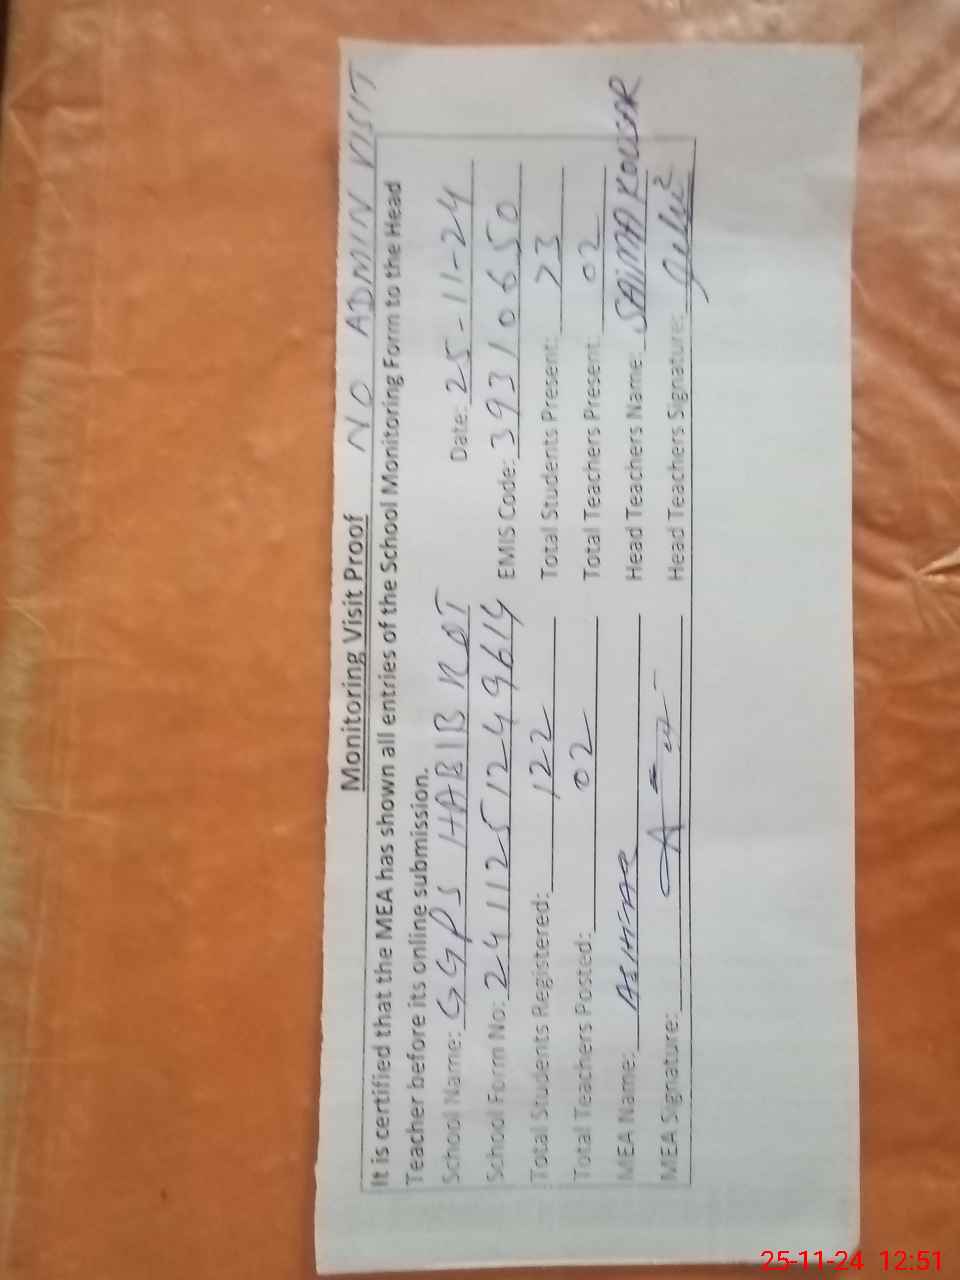 Monitoring Visit Proof NO ADMIN VISIT
It is certified that the MEA has shown all entries of the School Monitoring Form to the Head
Teacher before its online submission.
School Name: GGPS HABIB KOT Date: 25-11-24
School Form No: 241125124 9614 EMIS Code: 39310650
Total Students Registered: 122 Total Students Present: 73
Total Teachers Posted: 02 Total Teachers Present: 02
MEA Name: Head Teachers Name: SAIMA KOUSAR
MEA Signature: Head Teachers Signature:
25-11-24 12:51